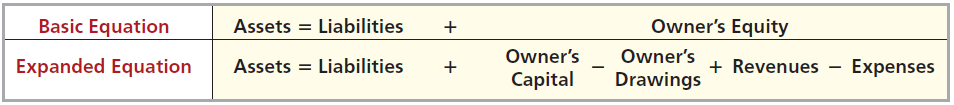 Basic Equation Assets = Liabilities + Owner's Equity
Expanded Equation Assets = Liabilities + Owner's Capital − Owner's Drawings + Revenues − Expenses